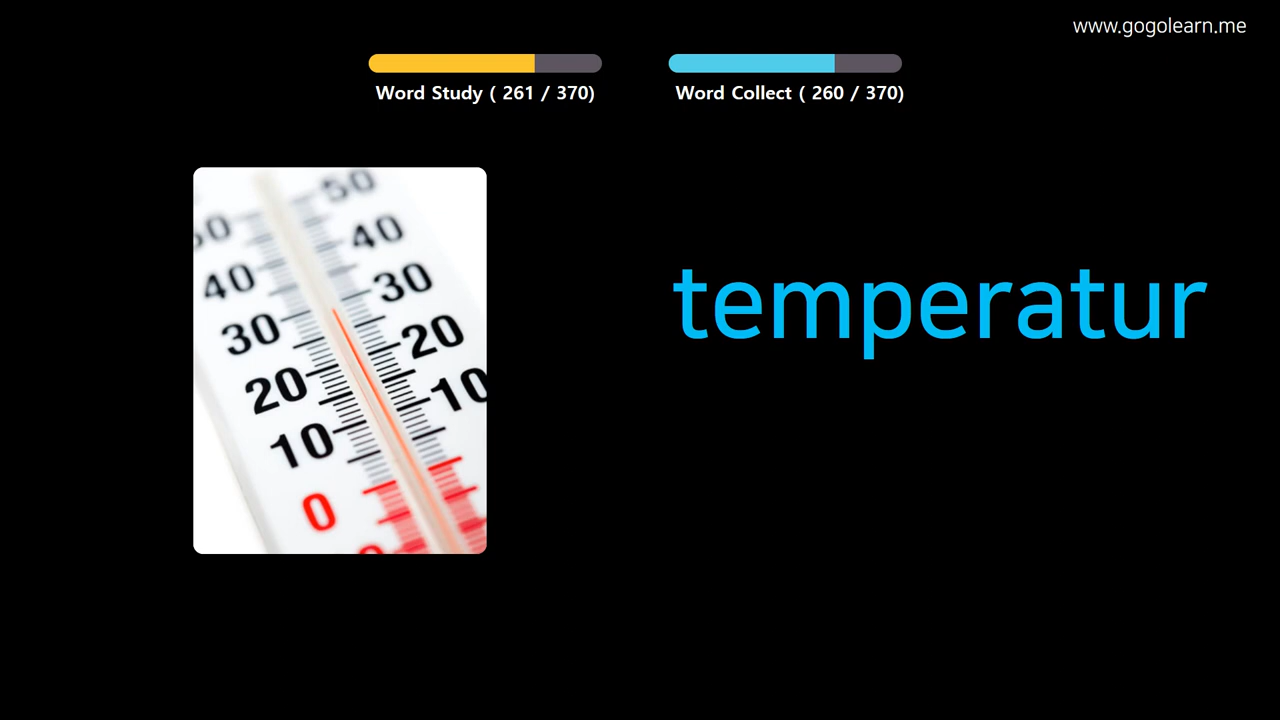 www.gogolearn.me
Word Study ( 261 / 370)
Word Collect ( 260 / 370)
temperatur
50
50 40
40 30
30 20
20 10
10
0